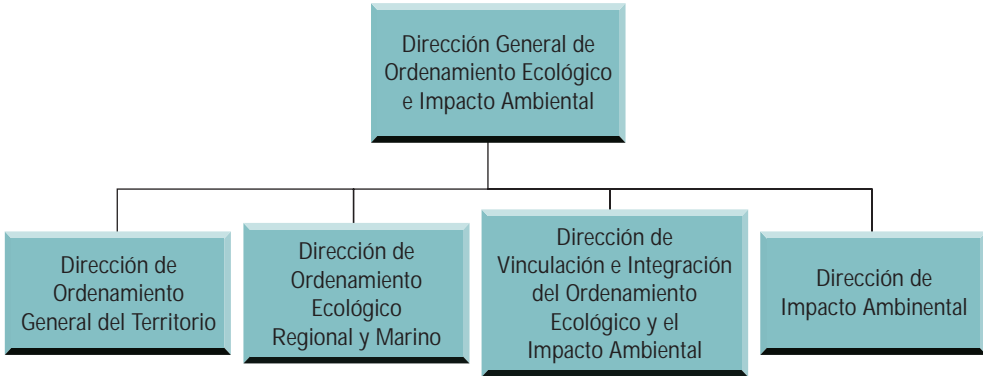 Dirección General de
Ordenamiento Ecológico
e Impacto Ambiental
Dirección de
Ordenamiento
General del Territorio
Dirección de
Ordenamiento
Ecológico
Regional y Marino
Dirección de
Vinculación e Integración
del Ordenamiento
Ecológico y el
Impacto Ambiental
Dirección de
Impacto Ambinental